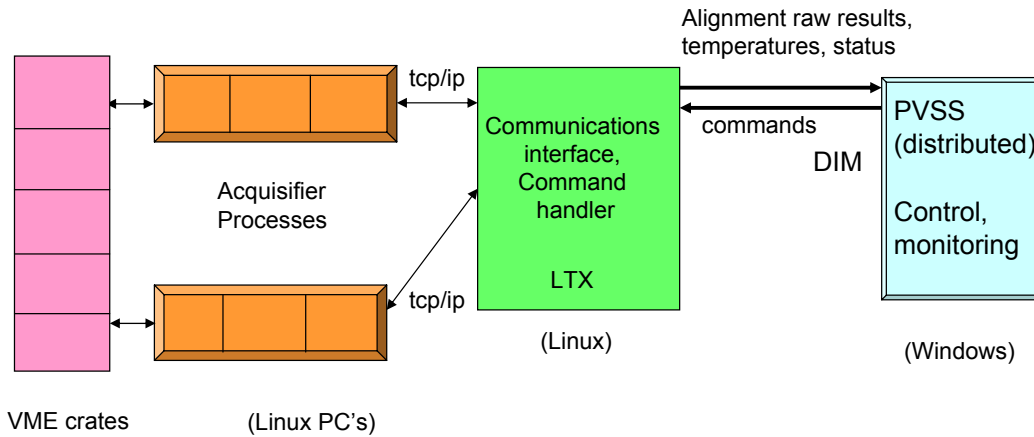 Alignment raw results,
temperatures, status
tcp/ip
Communications
interface,
Command
handler
LTX
commands
DIM
PVSS
(distributed)
Control,
monitoring
Acquisifier
Processes
tcp/ip
(Linux)
(Windows)
VME crates
(Linux PC's)